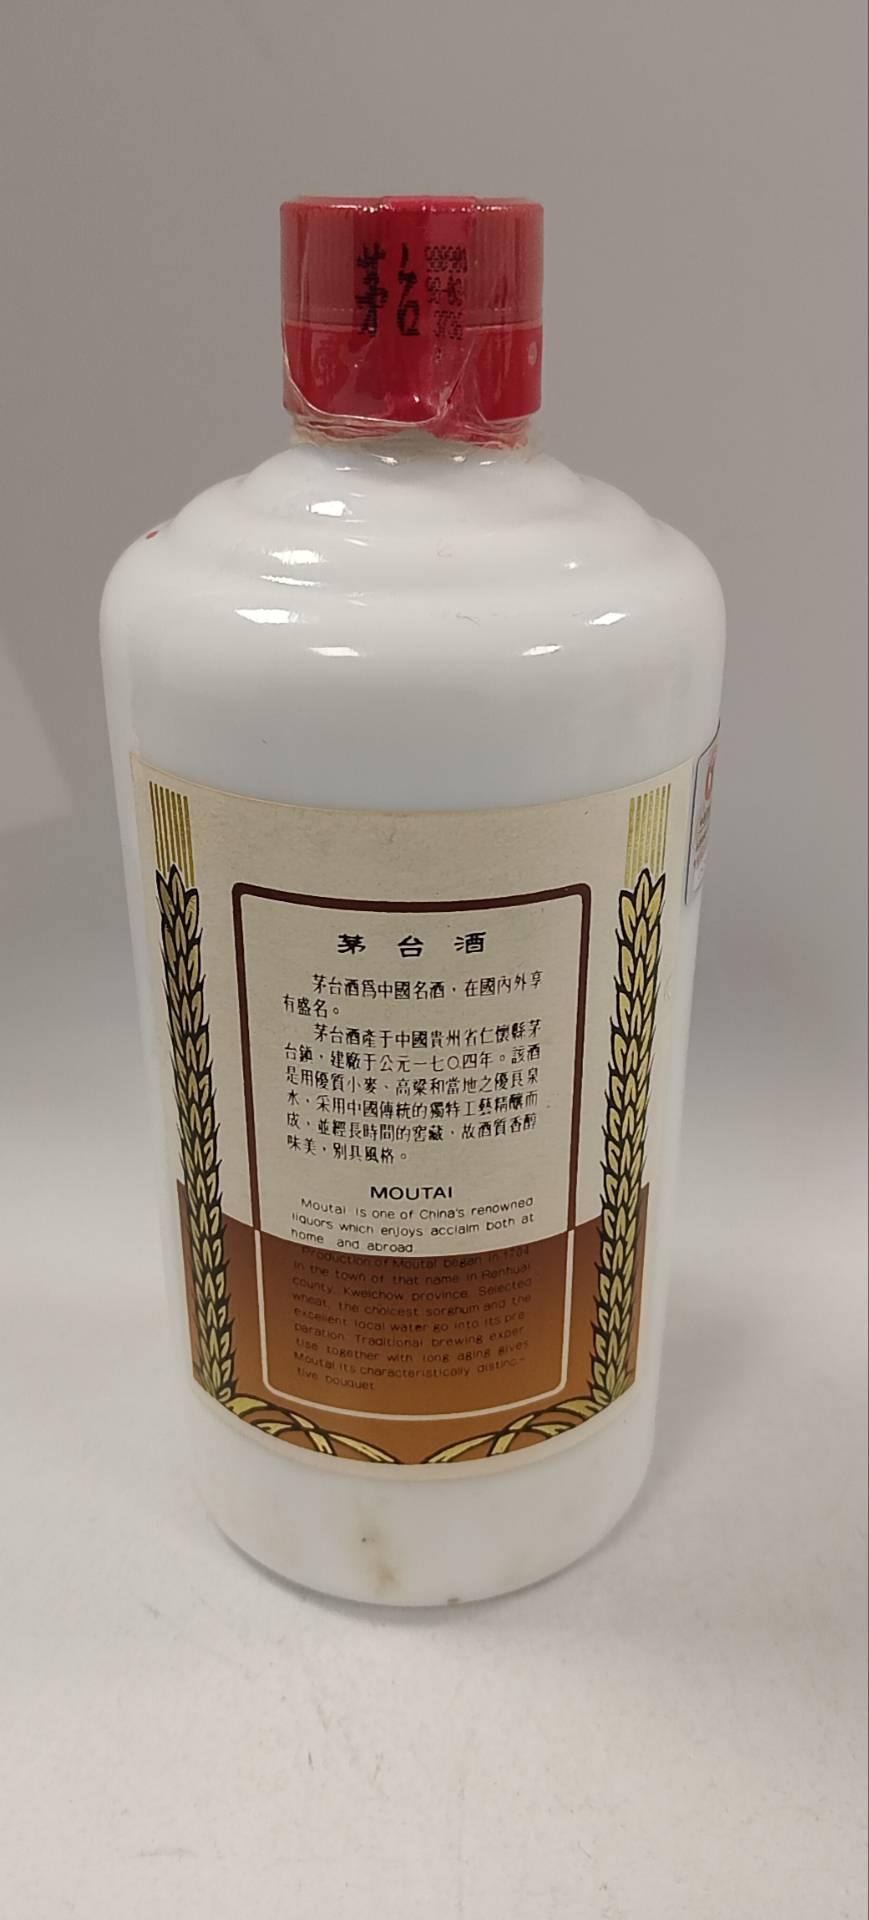 茅台
茅台酒
茅台酒爲中國名酒，在國內外享
有盛名。
茅台酒產于中國貴州省仁懷縣茅
台鎮，建廠于公元一七〇四年。該酒
是用優質小麥、高粱和當地之優良泉
水，采用中國傳統的獨特工藝精釀而
成，並經長時間的窖藏，故酒質香醇
味美，別具風格。
MOUTAI
Moutai is one of China's renowned
liquors which enjoys acclaim both at
home and abroad.
Production of Moutai began in 1704
in the town of that name in Renhuai
county, Kweichow province. Selected
wheat, the choicest sorghum and the
excellent local water go into its pre
paration. Traditional brewing exper
tise together with long aging gives
Moutai its characteristically distinc-
tive bouquet